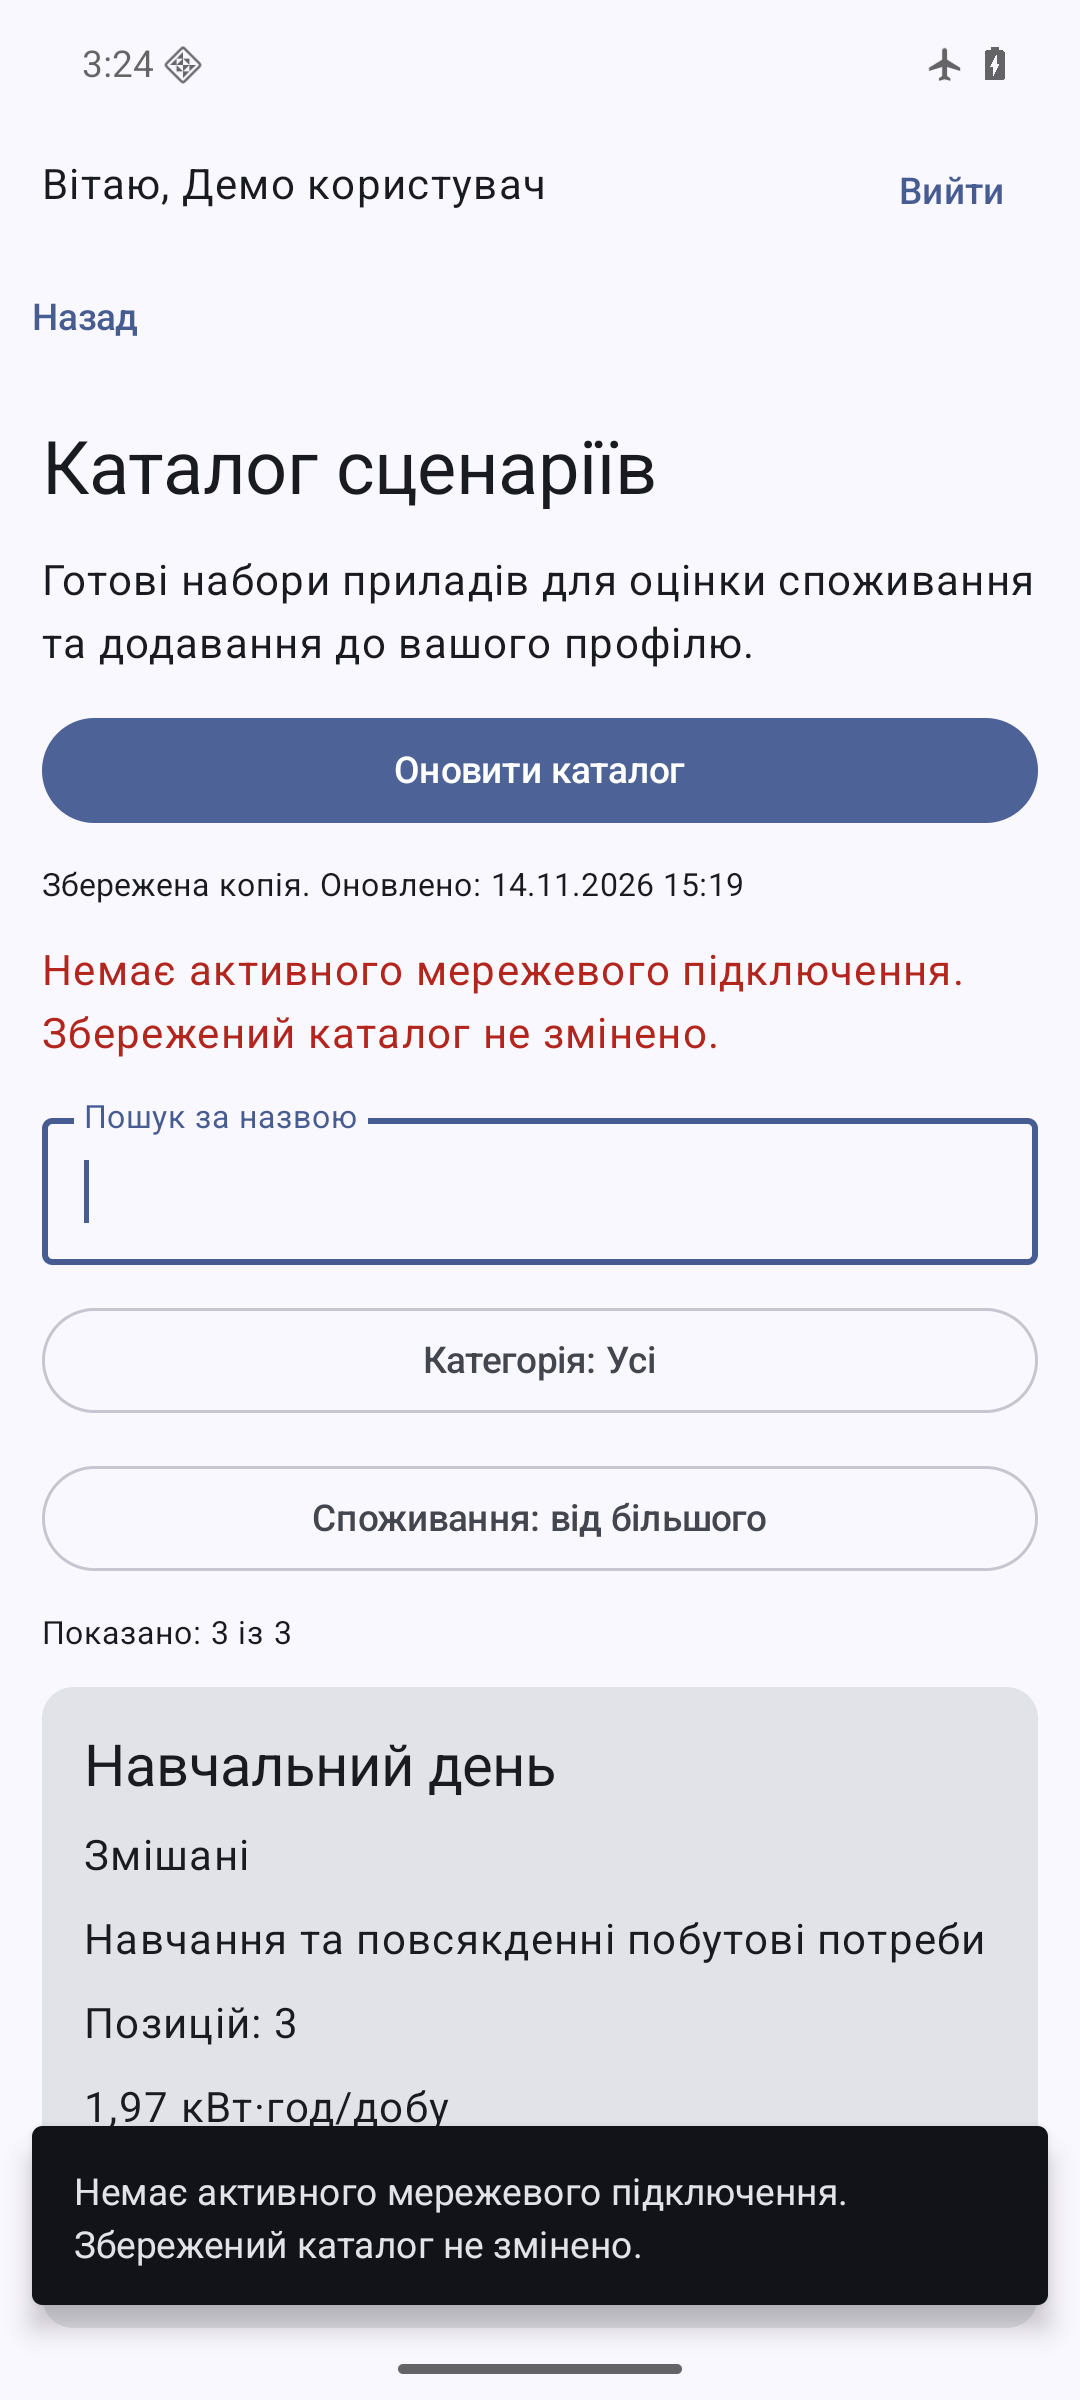 3:24
Вітаю, Демо користувач
Вийти
Назад
Каталог сценаріїв
Готові набори приладів для оцінки споживання
та додавання до вашого профілю.
Оновити каталог
Збережена копія. Оновлено: 14.11.2026 15:19
Немає активного мережевого підключення.
Збережений каталог не змінено.
Пошук за назвою
Категорія: Усі
Споживання: від більшого
Показано: 3 із 3
Навчальний день
Змішані
Навчання та повсякденні побутові потреби
Позицій: 3
1,97 кВт·год/добу
Немає активного мережевого підключення.
Збережений каталог не змінено.